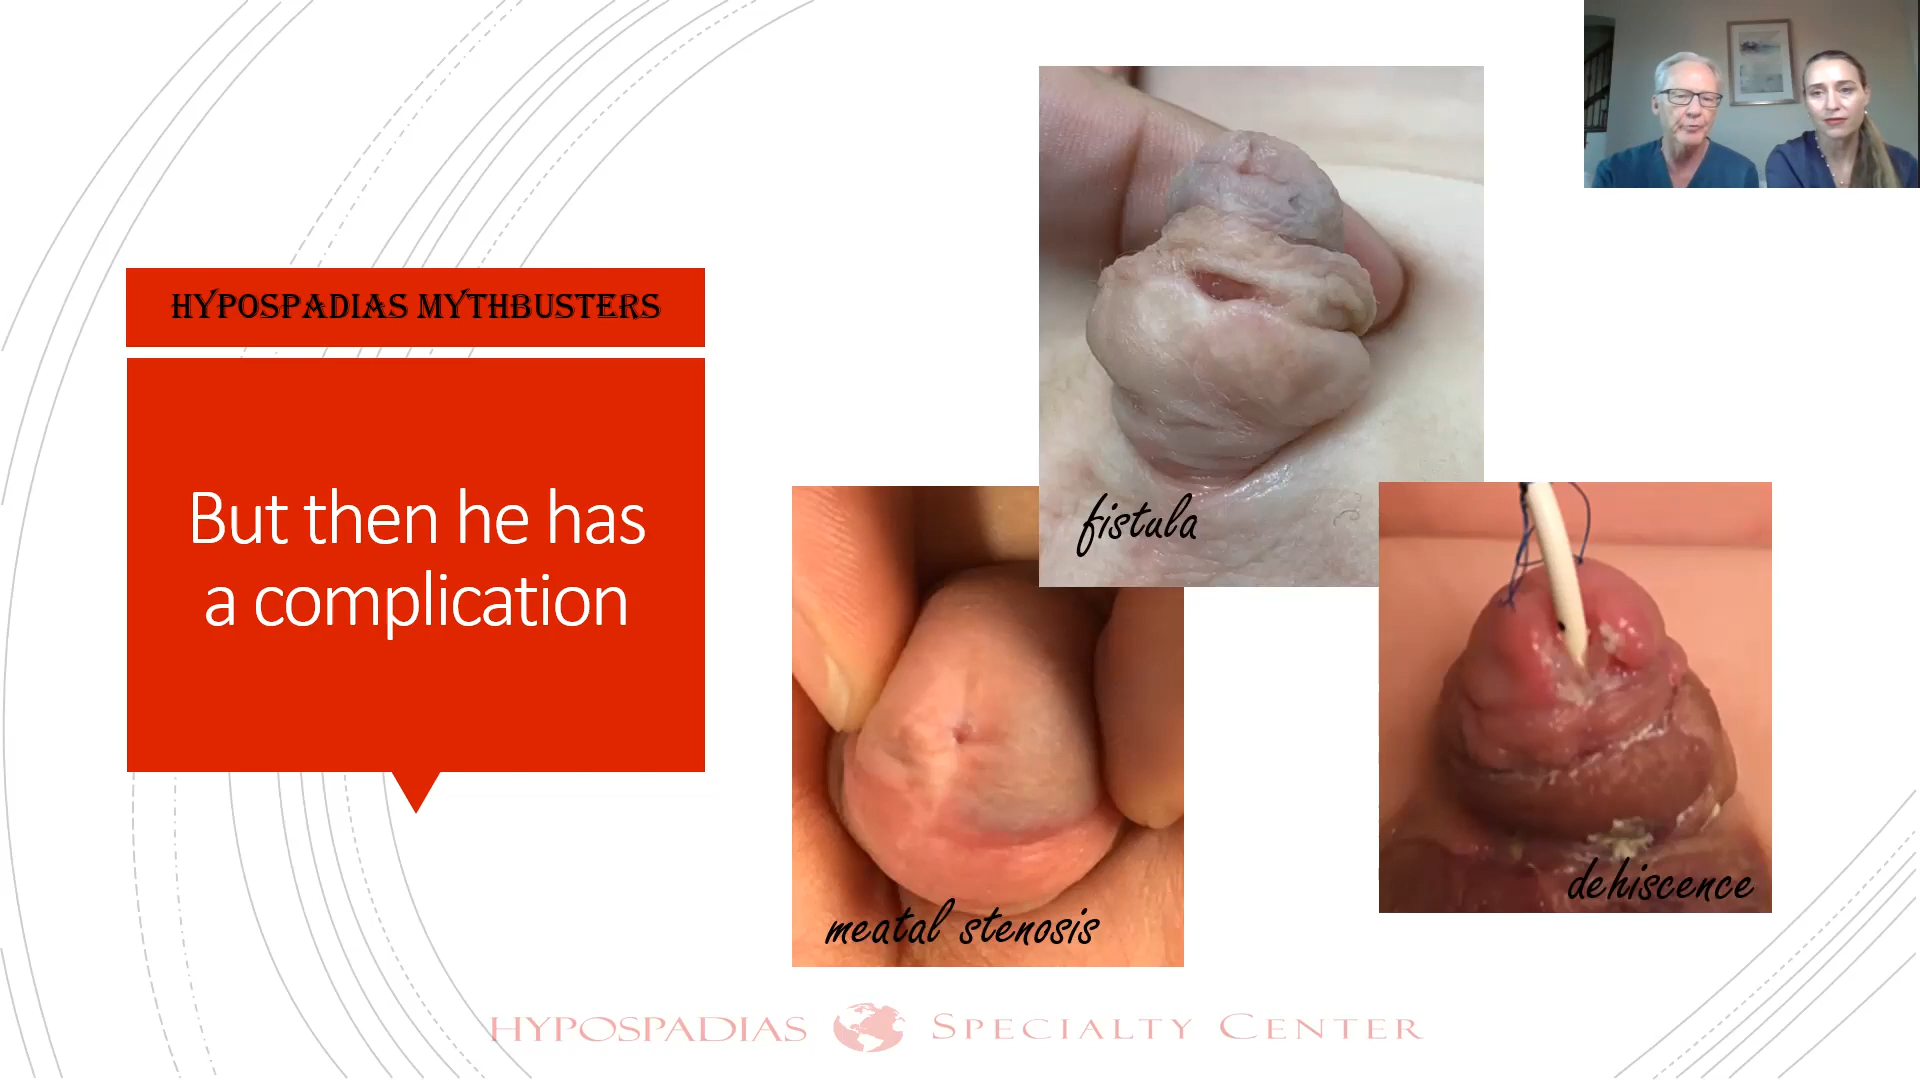 HYPOSPADIAS MYTHBUSTERS
But then he has
a complication
fistula
meatal stenosis
dehiscence
HYPOSPADIAS SPECIALTY CENTER